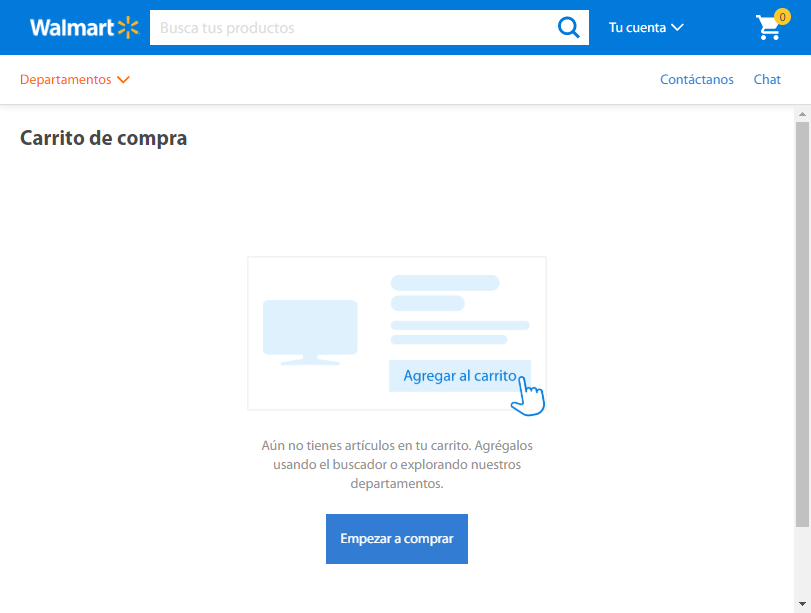 Walmart
Busca tus productos
Tu cuenta
0
Departamentos
Contáctanos
Chat
Carrito de compra
Agregar al carrito
Aún no tienes artículos en tu carrito. Agrégalos
usando el buscador o explorando nuestros
departamentos.
Empezar a comprar